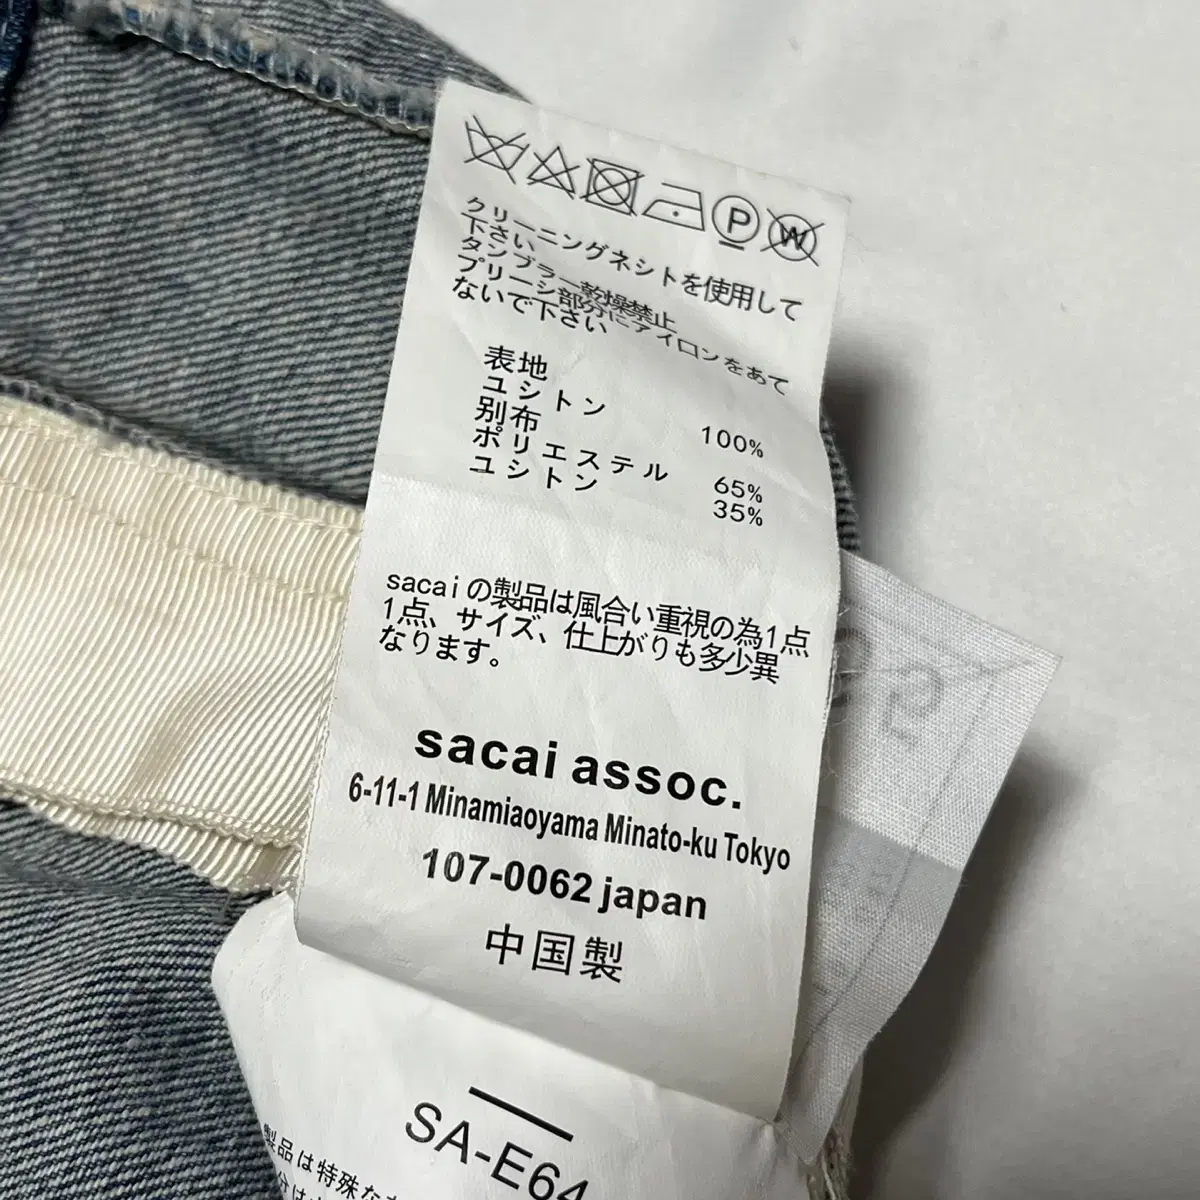 P W
クリーニングネシトを使用して
下さい
タンブラー乾燥禁止
プリーシ部分にアイロンをあて
ないで下さい
表地
ユシトン 100%
別布
ポリエステル 65%
ユシトン 35%
sacaiの製品は風合い重視の為1点
1点、サイズ、仕上がりも多少異
なります。
sacai assoc.
6-11-1 Minamiaoyama Minato-ku Tokyo
107-0062 japan
中国製
SA-E64
製品は特殊な